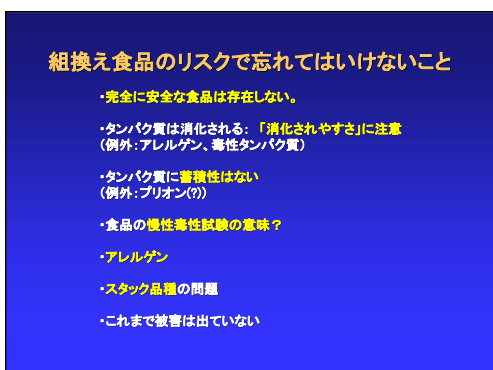 組換え食品のリスクで忘れてはいけないこと
・完全に安全な食品は存在しない。
・タンパク質は消化される：「消化されやすさ」に注意
(例外：アレルゲン、毒性タンパク質)
・タンパク質に蓄積性はない
(例外：プリオン(?))
・食品の慢性毒性試験の意味？
・アレルゲン
・スタック品種の問題
・これまで被害は出ていない